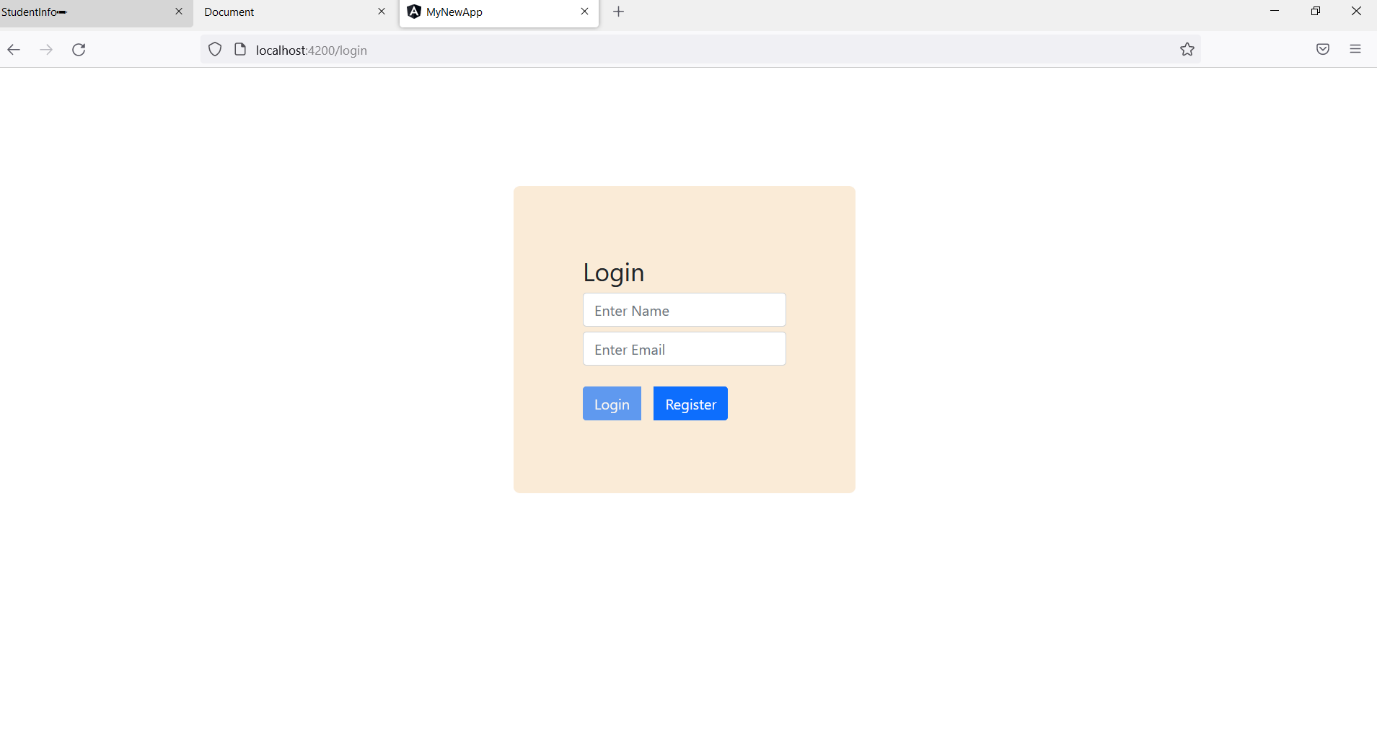 StudentInfo
Document
MyNewApp
localhost:4200/login
Login
Enter Name
Enter Email
Login Register